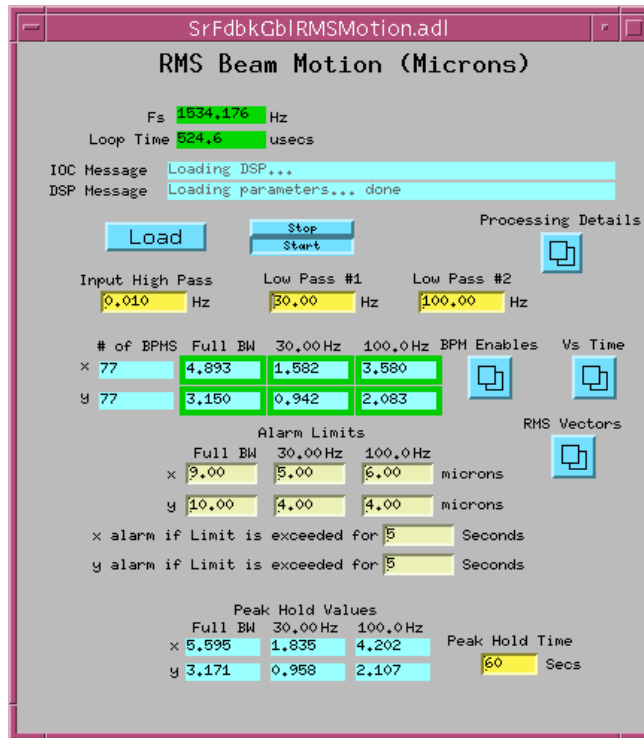 SrFdbkGblRMSMotion.adl
RMS Beam Motion (Microns)
Fs 1534.176 Hz
Loop Time 524.6 usecs
IOC Message Loading DSP...
DSP Message Loading parameters... done
Processing Details
Load Stop
Start
Input High Pass Low Pass #1 Low Pass #2
0.010 Hz 30.00 Hz 100.00 Hz
# of BPMS Full BW 30.00Hz 100.0Hz BPM Enables Vs Time
x 77 4.893 1.582 3.580
y 77 3.150 0.942 2.083
RMS Vectors
Alarm Limits
Full BW 30.00Hz 100.0Hz
x 9.00 5.00 6.00 microns
y 10.00 4.00 4.00 microns
x alarm if Limit is exceeded for 5 Seconds
y alarm if Limit is exceeded for 5 Seconds
Peak Hold Values
Full BW 30.00Hz 100.0Hz
x 5.595 1.835 4.202 Peak Hold Time
y 3.171 0.958 2.107 60 Secs